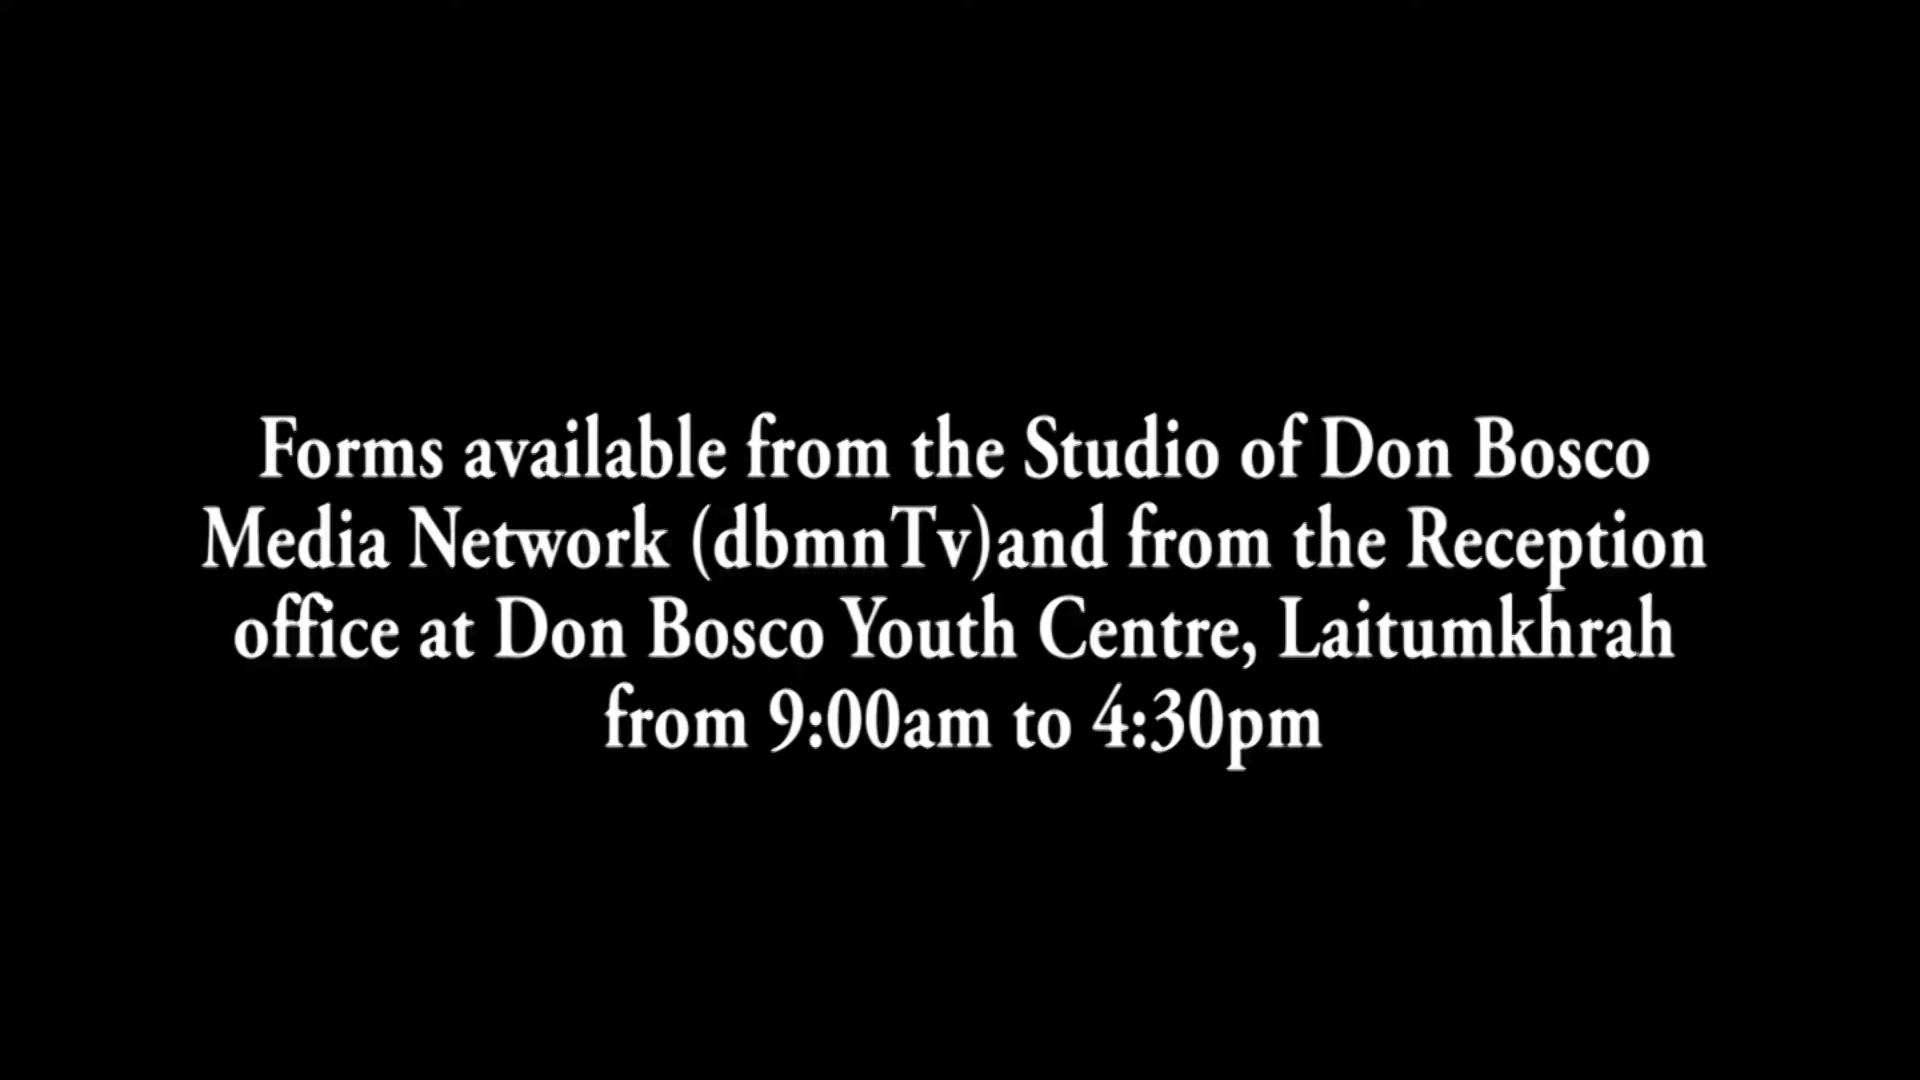 Forms available from the Studio of Don Bosco
Media Network (dbmnTv)and from the Reception
office at Don Bosco Youth Centre, Laitumkhrah
from 9:00am to 4:30pm